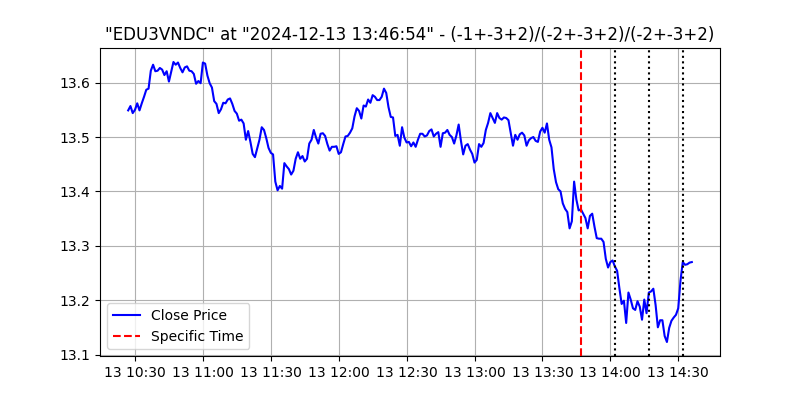 "EDU3VNDC" at "2024-12-13 13:46:54" - (-1+-3+2)/(-2+-3+2)/(-2+-3+2)
13.6
13.5
13.4
13.3
13.2
13.1
Close Price
Specific Time
13 10:30 13 11:00 13 11:30 13 12:00 13 12:30 13 13:00 13 13:30 13 14:00 13 14:30